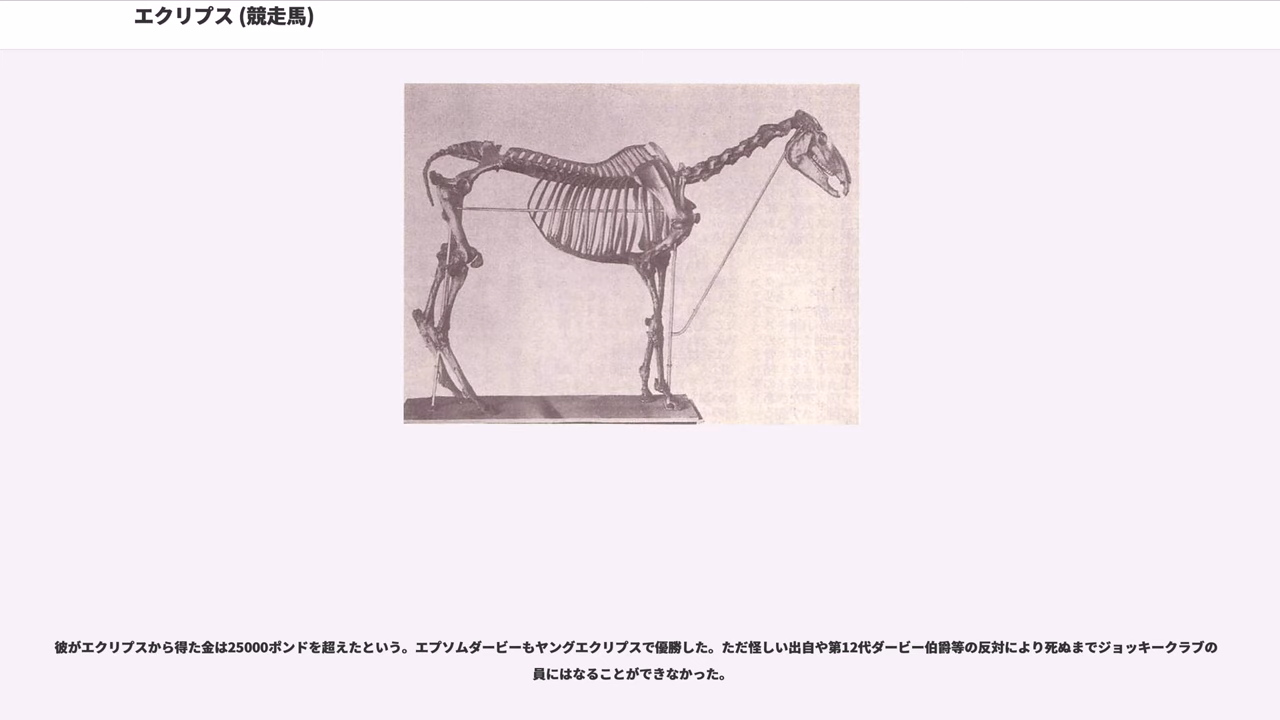 エクリプス (競走馬)
彼がエクリプスから得た金は25000ポンドを超えたという。エプソムダービーもヤングエクリプスで優勝した。ただ怪しい出自や第12代ダービー伯爵等の反対により死ぬまでジョッキークラブの
員にはなることができなかった。